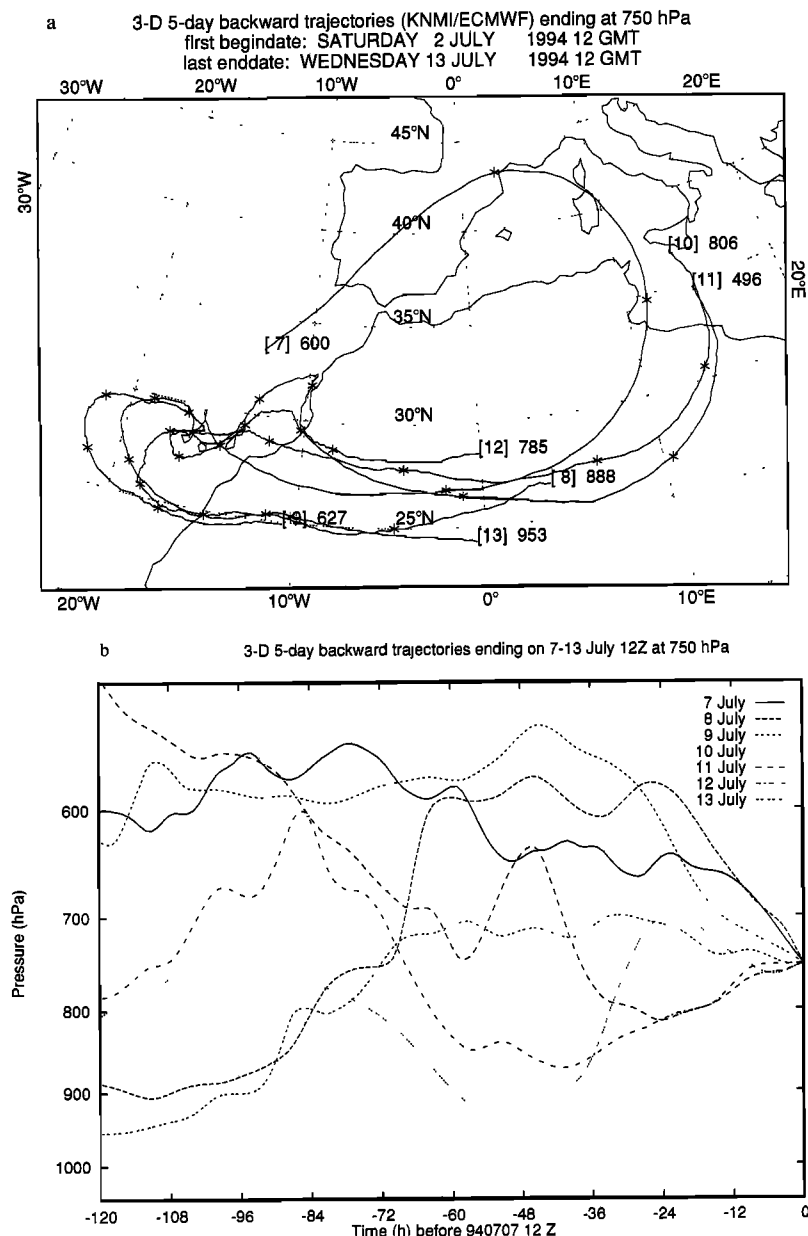 a
3-D 5-day backward trajectories (KNMI/ECMWF) ending at 750 hPa
first begindate: SATURDAY 2 JULY 1994 12 GMT
last enddate: WEDNESDAY 13 JULY 1994 12 GMT
30°W 20°W 10°W 0°E 10°E 20°E
45°N
30°W
40°N
[10] 806
[11] 496
20°E
35°N
[ 7] 600
30°N
[12] 785
[ 8] 888
[ 9] 627
25°N
[13] 953
20°W 10°W 0° 10°E
b
3-D 5-day backward trajectories ending on 7-13 July 12Z at 750 hPa
7 July
8 July
9 July
10 July
11 July
12 July
13 July
600
700
800
900
1000
Pressure (hPa)
-120 -108 -96 -84 -72 -60 -48 -36 -24 -12 0
Time (h) before 940707 12 Z